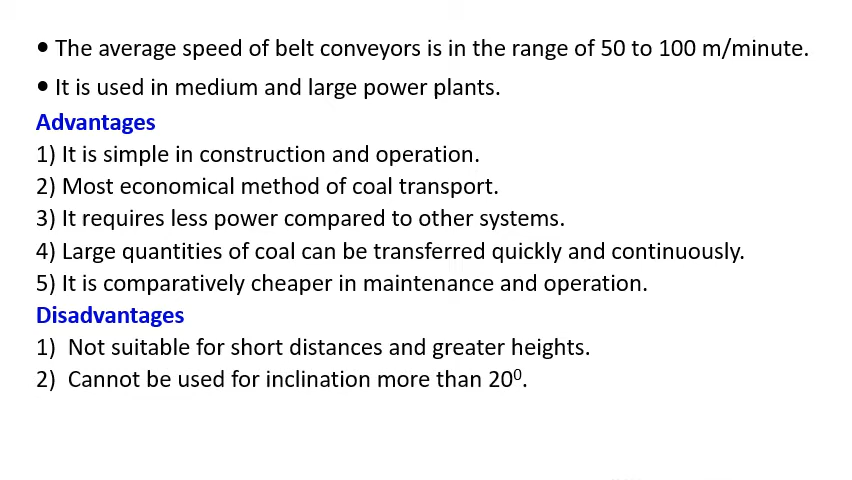 • The average speed of belt conveyors is in the range of 50 to 100 m/minute.
• It is used in medium and large power plants.
Advantages
1) It is simple in construction and operation.
2) Most economical method of coal transport.
3) It requires less power compared to other systems.
4) Large quantities of coal can be transferred quickly and continuously.
5) It is comparatively cheaper in maintenance and operation.
Disadvantages
1) Not suitable for short distances and greater heights.
2) Cannot be used for inclination more than 20⁰.